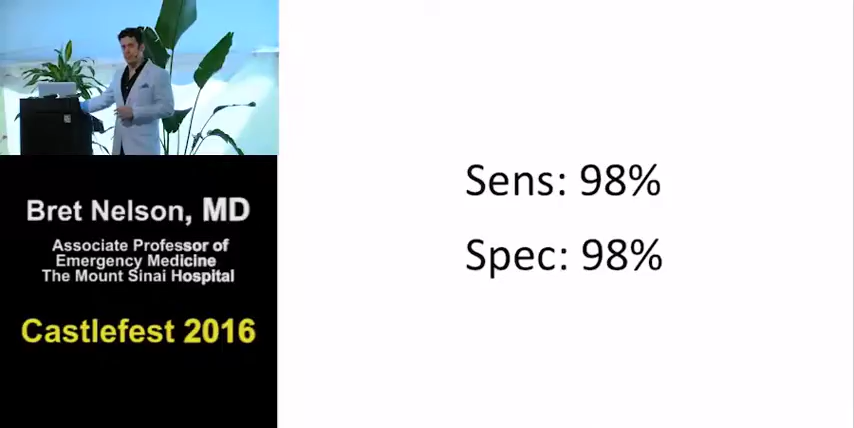 Bret Nelson, MD
Associate Professor of
Emergency Medicine
The Mount Sinai Hospital
Castlefest 2016
Sens: 98%
Spec: 98%